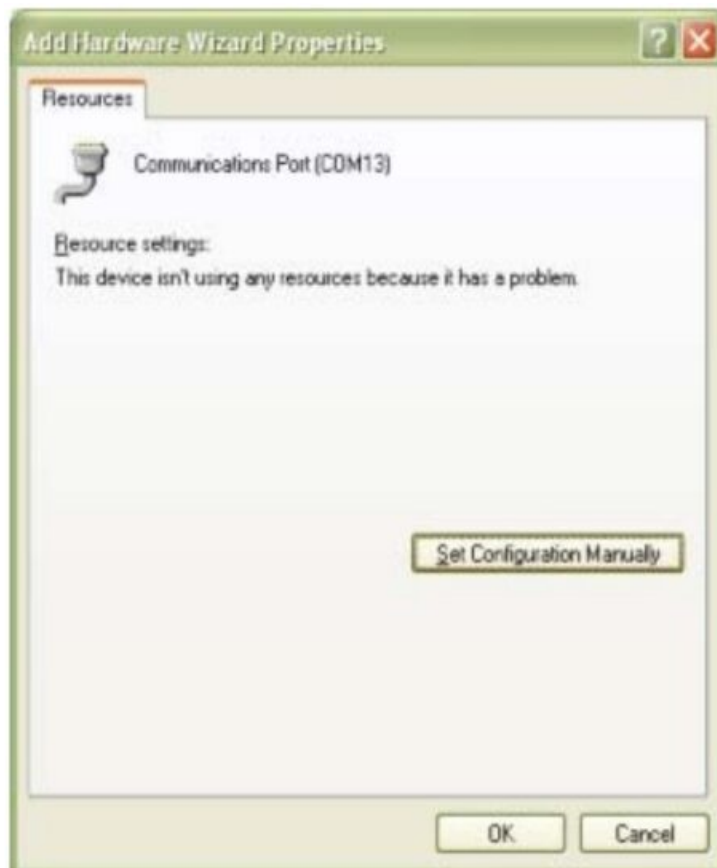 Add Hardware Wizard Properties
Resources
Communications Port (COM13)
Resource settings:
This device isn't using any resources because it has a problem.
Set Configuration Manually
OK
Cancel